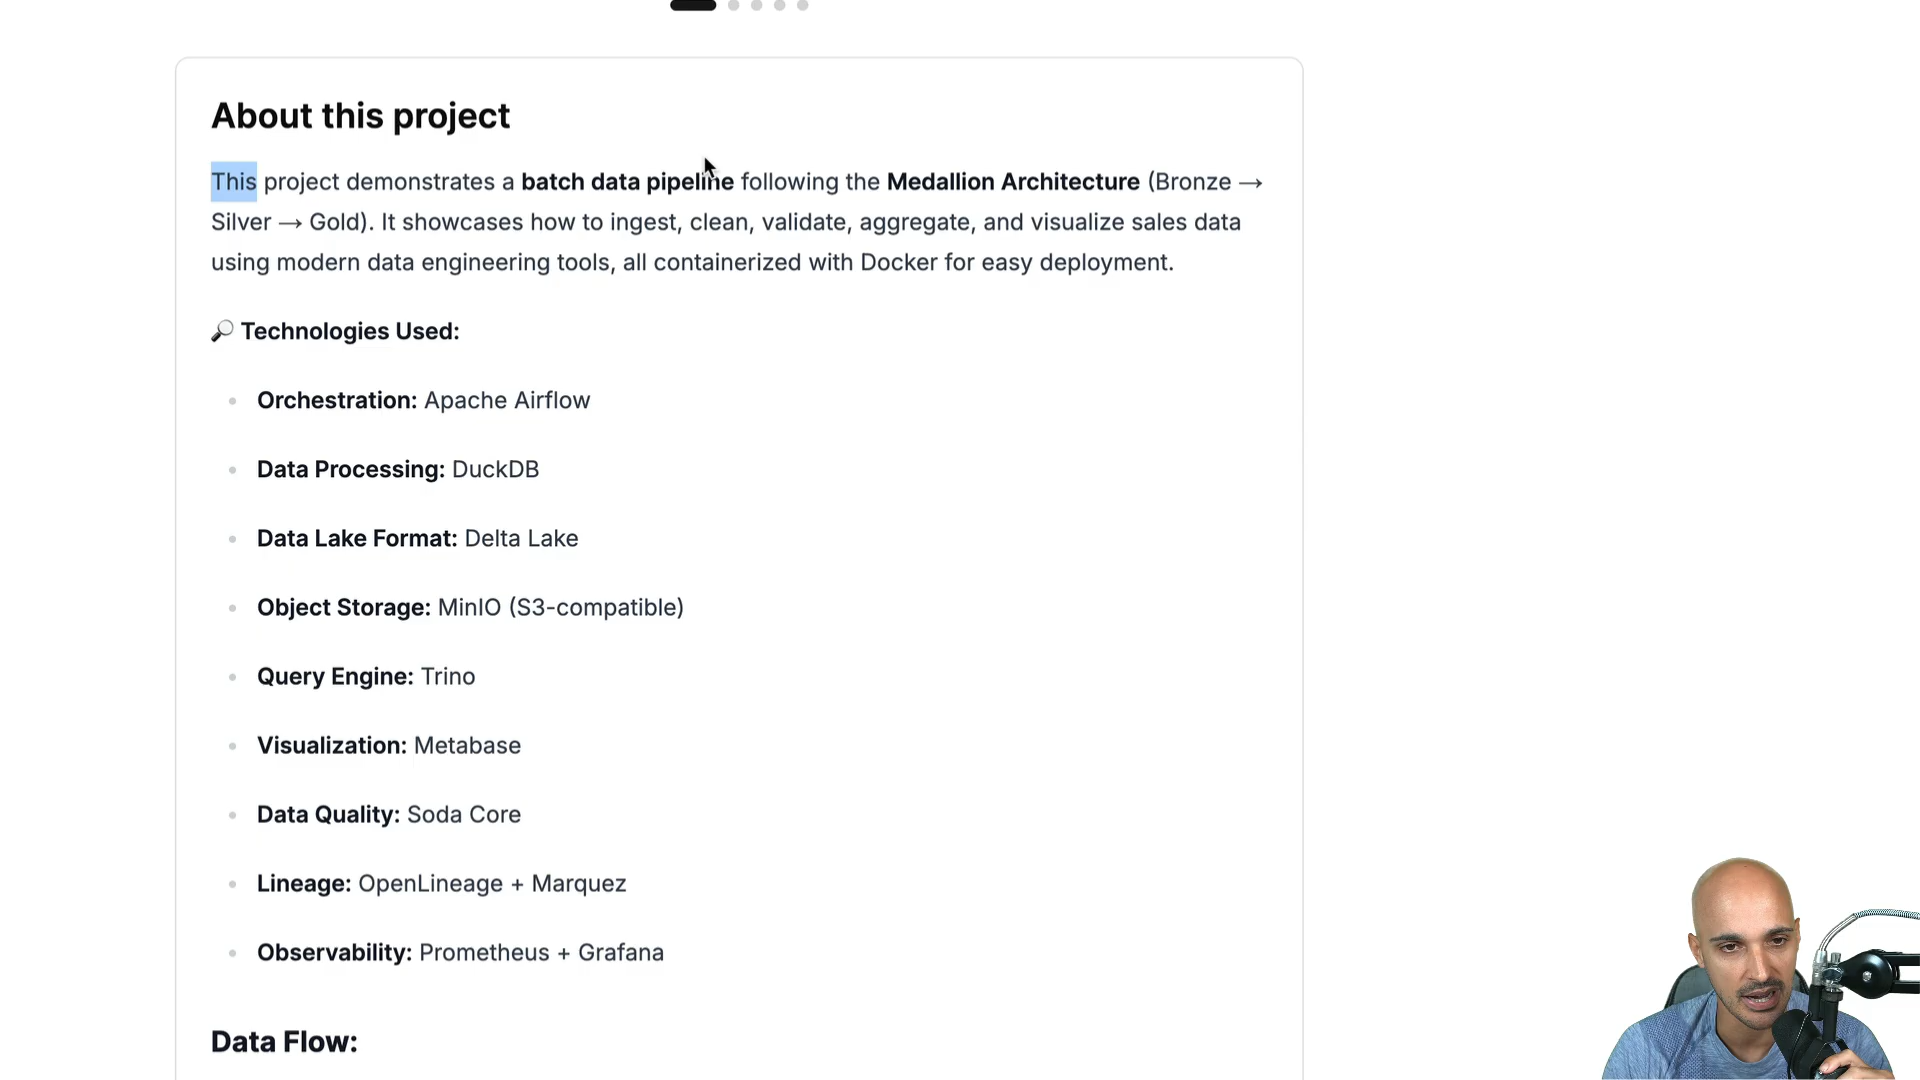 About this project
This project demonstrates a batch data pipeline following the Medallion Architecture (Bronze →
Silver → Gold). It showcases how to ingest, clean, validate, aggregate, and visualize sales data
using modern data engineering tools, all containerized with Docker for easy deployment.
🔎 Technologies Used:
Orchestration: Apache Airflow
Data Processing: DuckDB
Data Lake Format: Delta Lake
Object Storage: MinIO (S3-compatible)
Query Engine: Trino
Visualization: Metabase
Data Quality: Soda Core
Lineage: OpenLineage + Marquez
Observability: Prometheus + Grafana
Data Flow: